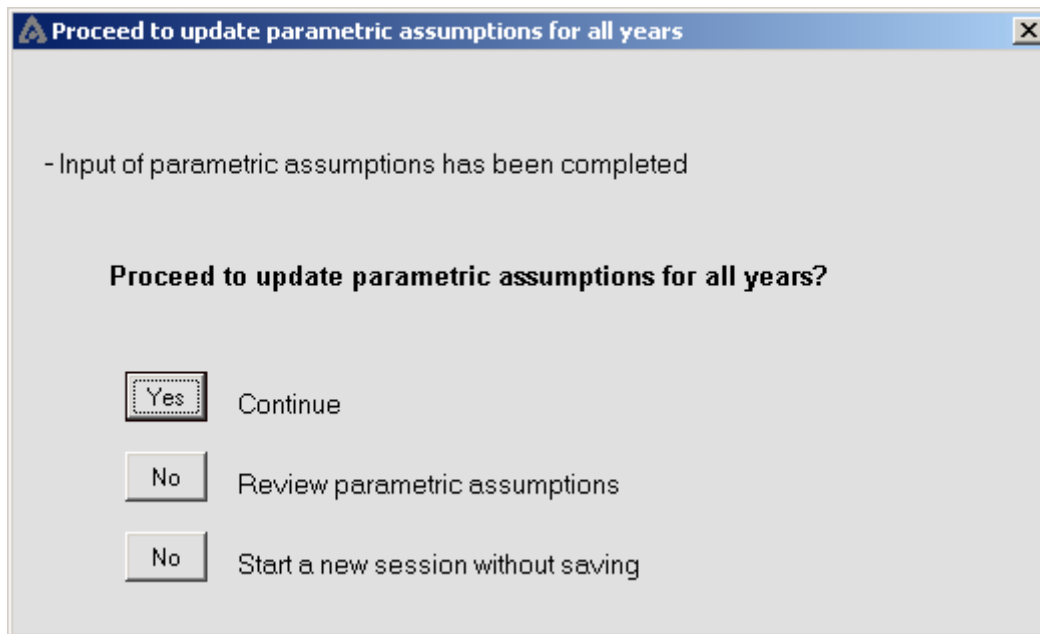 Proceed to update parametric assumptions for all years
- Input of parametric assumptions has been completed
Proceed to update parametric assumptions for all years?
Yes Continue
No Review parametric assumptions
No Start a new session without saving